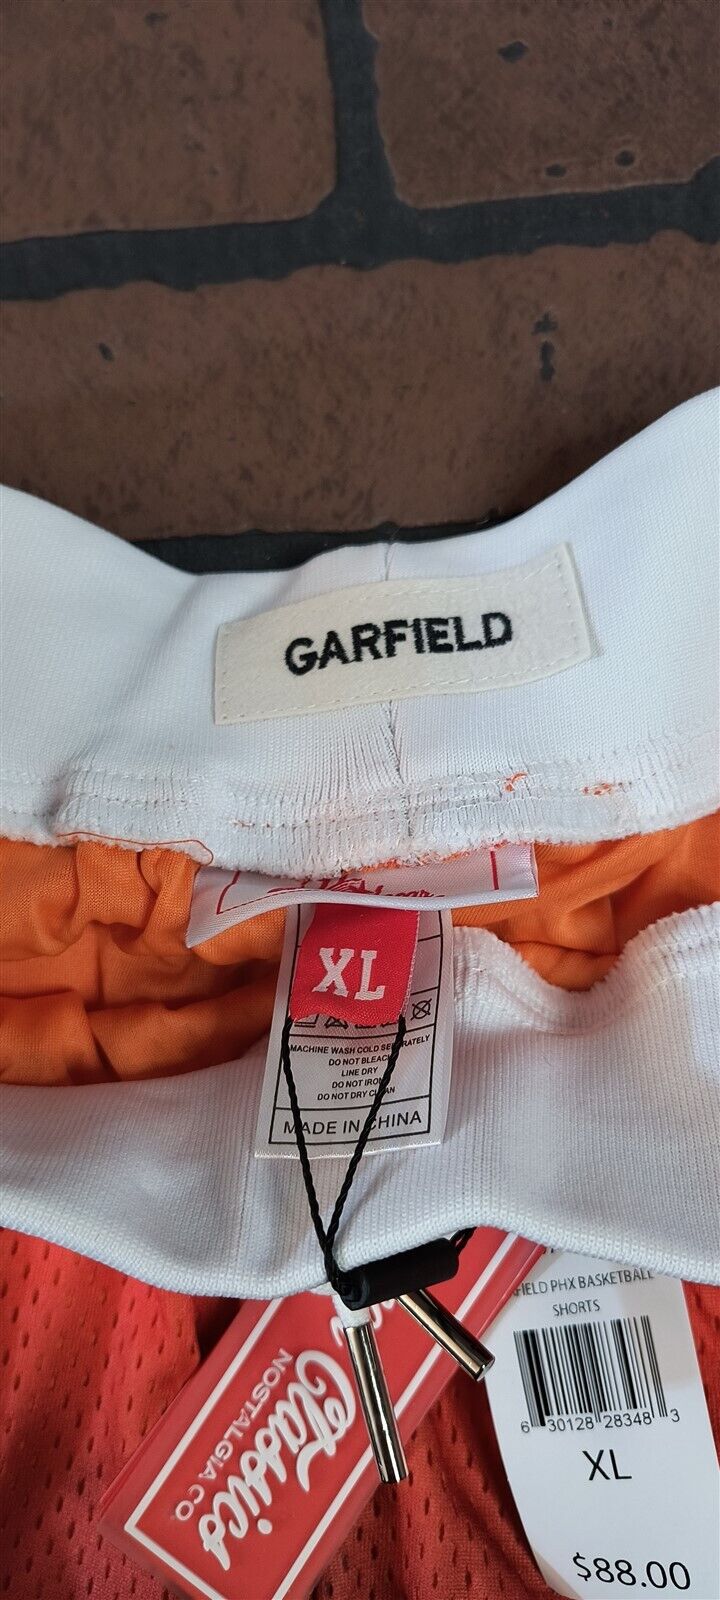 GARFIELD
XL
MACHINE WASH COLD SEPARATELY
DO NOT BLEACH
LINE DRY
DO NOT IRON
DO NOT DRY CLEAN
MADE IN CHINA
Classics
NOSTALGIA CO.
FIELD PHX BASKETBALL
SHORTS
6 30128 28348 3
XL
$88.00